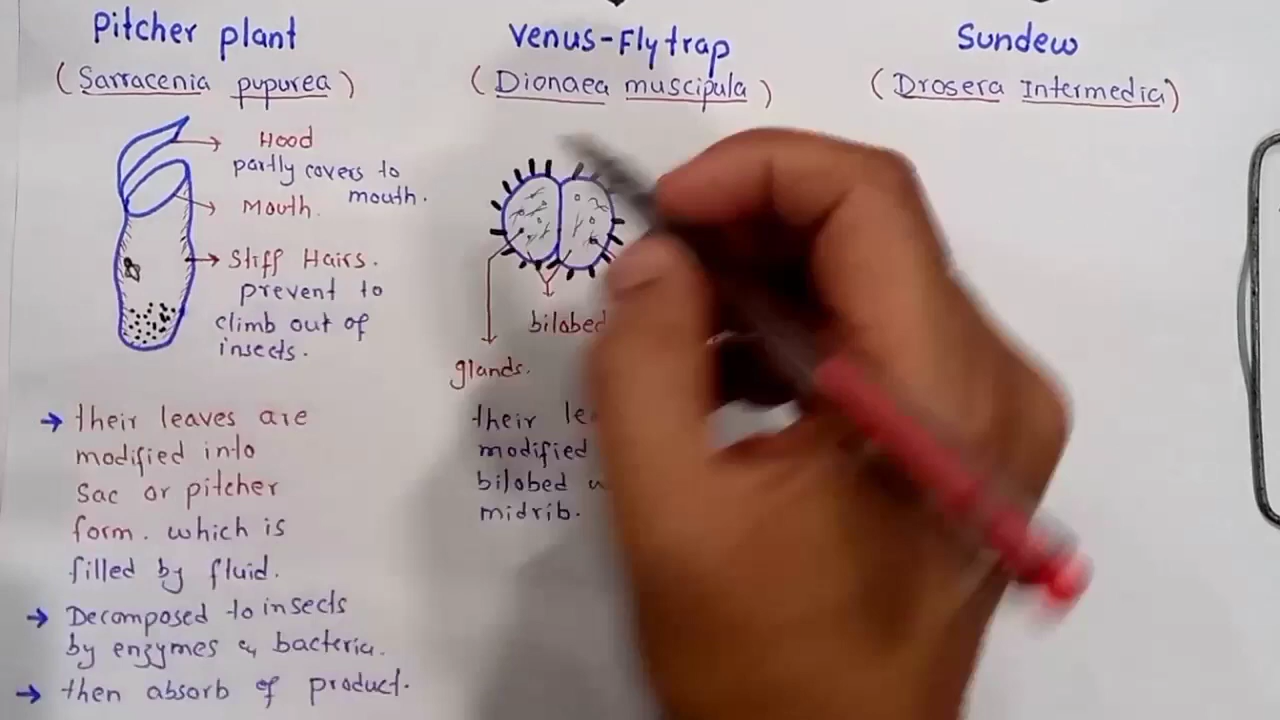 Pitcher plant
(Sarracenia pupurea)
Hood
partly covers to
mouth.
Mouth.
Stiff Hairs.
prevent to
climb out of
insects.
→ their leaves are
modified into
Sac or pitcher
form. which is
filled by fluid.
→ Decomposed to insects
by enzymes & bacteria.
→ then absorb of product.
Venus-Flytrap
(Dionaea muscipula)
bilobed
glands.
their
modified
bilobed
midrib.
Sundew
(Drosera Intermedia)